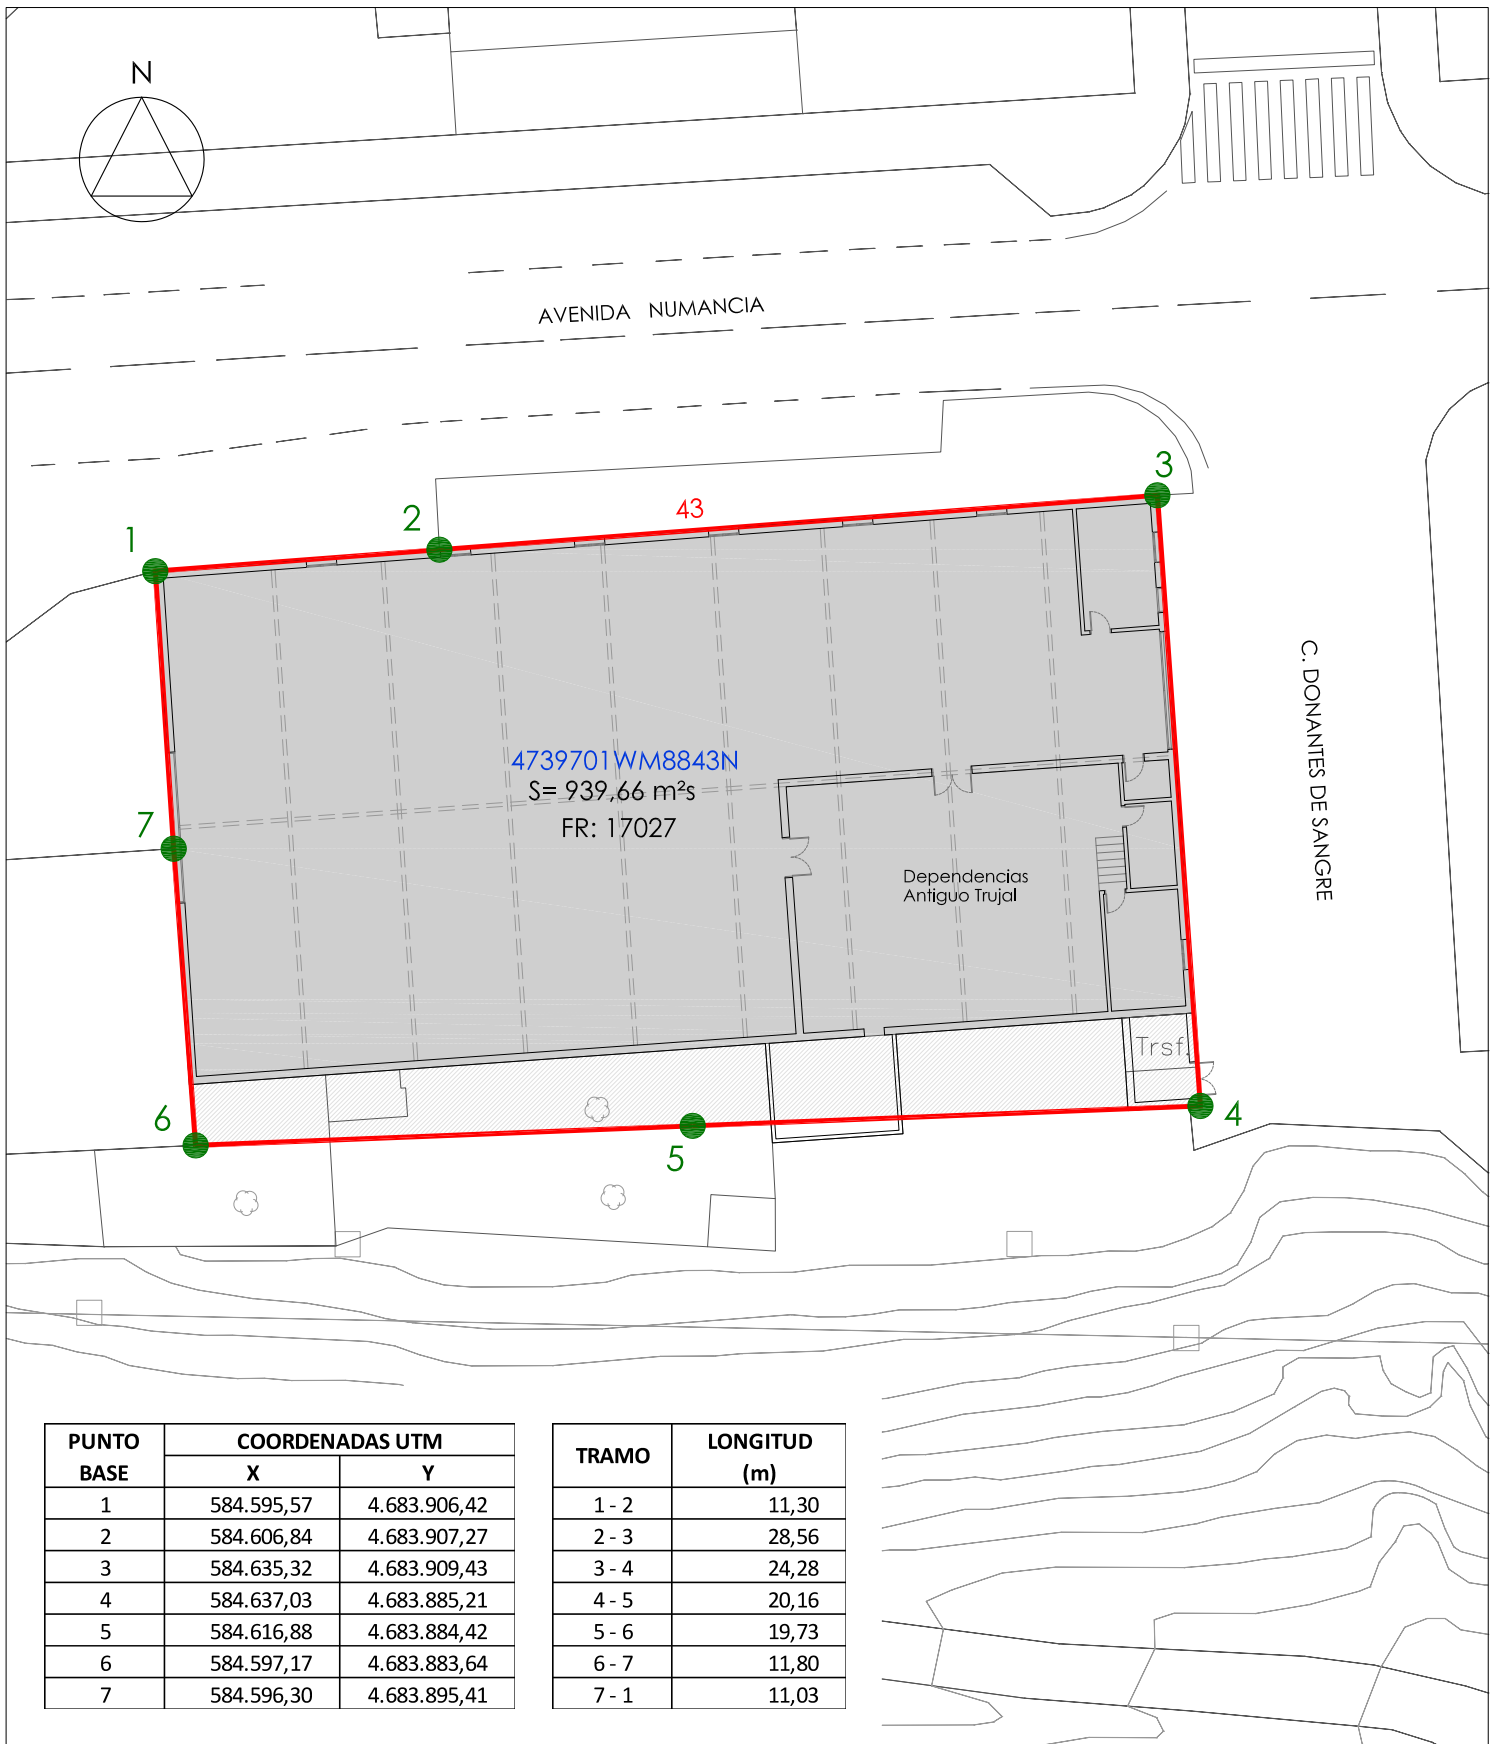 N
AVENIDA NUMANCIA
1
2
43
3
C. DONANTES DE SANGRE
4739701WM8843N
S= 939,66 m²s
FR: 17027
7
Dependencias
Antiguo Trujal
Trsf.
6
5
4
PUNTO BASE COORDENADAS UTM
X Y
1 584.595,57 4.683.906,42
2 584.606,84 4.683.907,27
3 584.635,32 4.683.909,43
4 584.637,03 4.683.885,21
5 584.616,88 4.683.884,42
6 584.597,17 4.683.883,64
7 584.596,30 4.683.895,41
TRAMO LONGITUD (m)
1 - 2 11,30
2 - 3 28,56
3 - 4 24,28
4 - 5 20,16
5 - 6 19,73
6 - 7 11,80
7 - 1 11,03